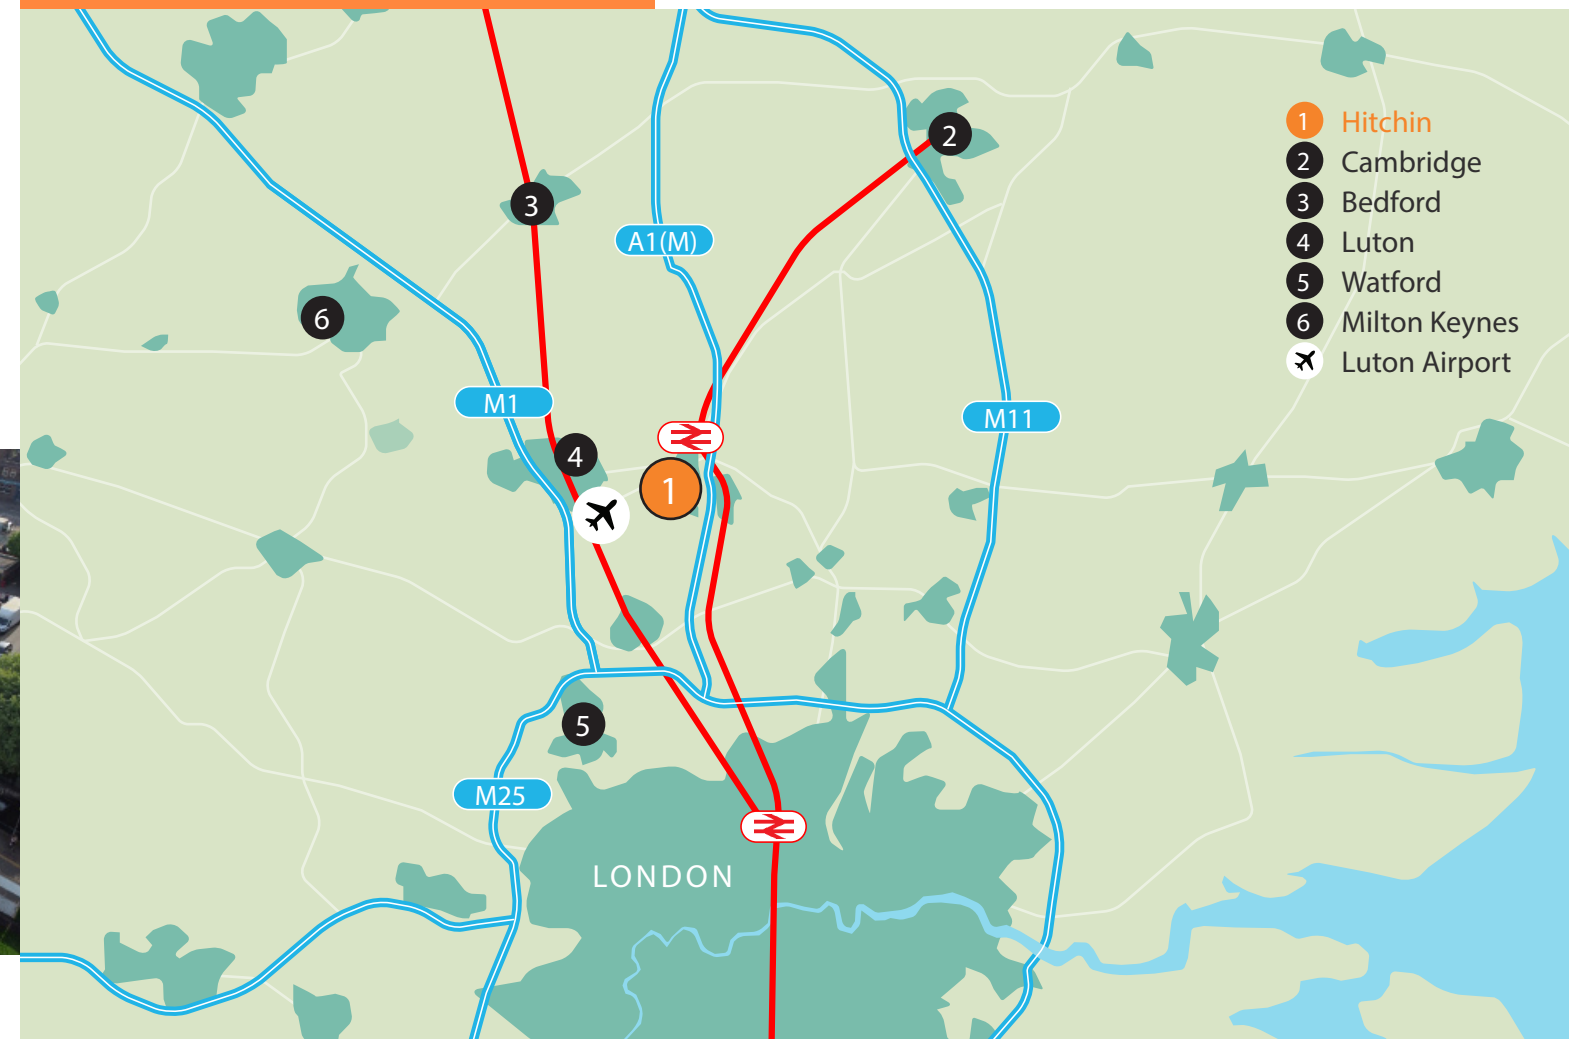 1 Hitchin
2 Cambridge
3 Bedford
4 Luton
5 Watford
6 Milton Keynes
Luton Airport
2
3
A1(M)
6
M1
M11
4
1
5
M25
LONDON